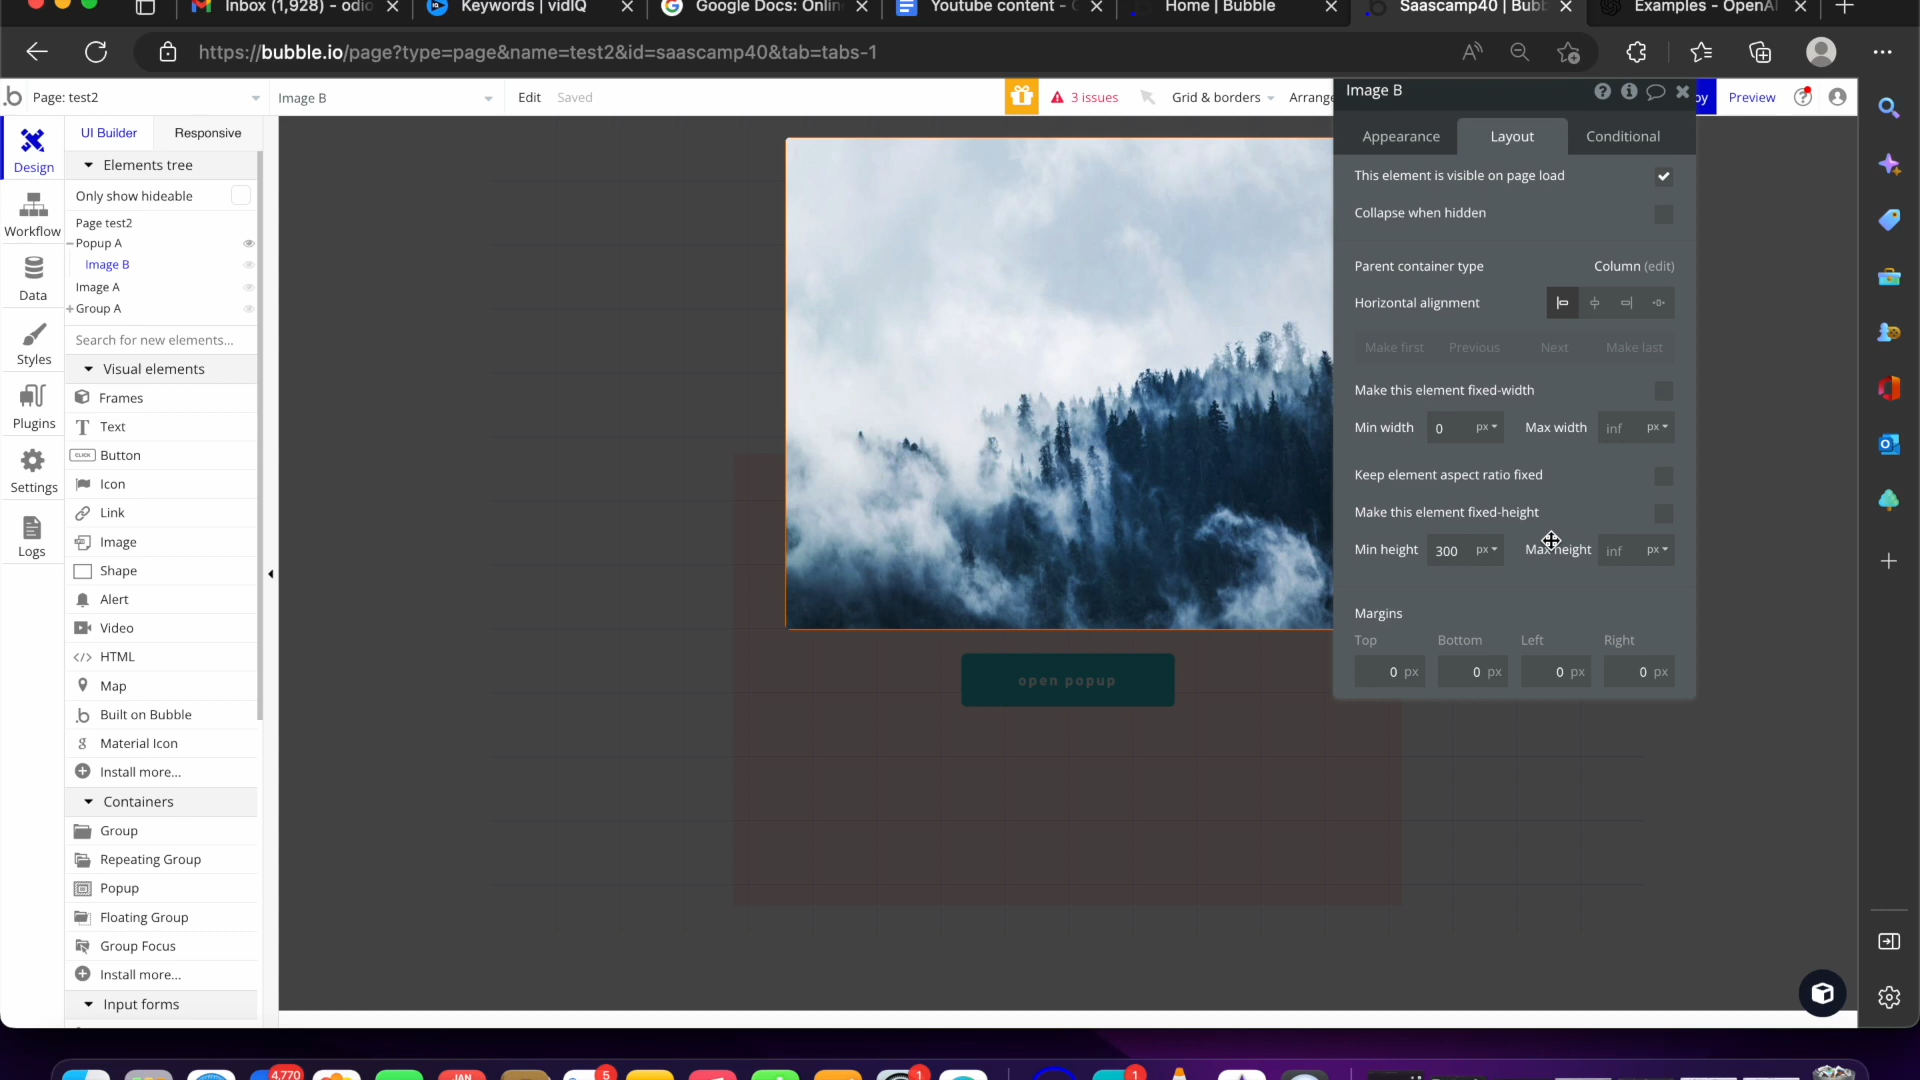 Inbox (1,928) - odio
Keywords | vidIQ
Google Docs: Onlin
Youtube content - G
Home | Bubble
Saascamp40 | Bubb
Examples - OpenAI
https://bubble.io/page?type=page&name=test2&id=saascamp40&tab=tabs-1
Page: test2
Image B
Edit
Saved
3 issues
Grid & borders
Arrange
oy
Preview
Design
Workflow
Data
Styles
Plugins
Settings
Logs
UI Builder
Responsive
Elements tree
Only show hideable
Page test2
Popup A
Image B
Image A
Group A
Search for new elements...
Visual elements
Frames
Text
CLICK
Button
Icon
Link
Image
Shape
Alert
Video
HTML
Map
Built on Bubble
Material Icon
Install more...
Containers
Group
Repeating Group
Popup
Floating Group
Group Focus
Install more...
Input forms
open popup
Image B
Appearance
Layout
Conditional
This element is visible on page load
Collapse when hidden
Parent container type
Column (edit)
Horizontal alignment
Make first
Previous
Next
Make last
Make this element fixed-width
Min width
0 px
Max width
inf px
Keep element aspect ratio fixed
Make this element fixed-height
Min height
300 px
Max height
inf px
Margins
Top
Bottom
Left
Right
0 px
0 px
0 px
0 px
4,770
JAN
5
1
1